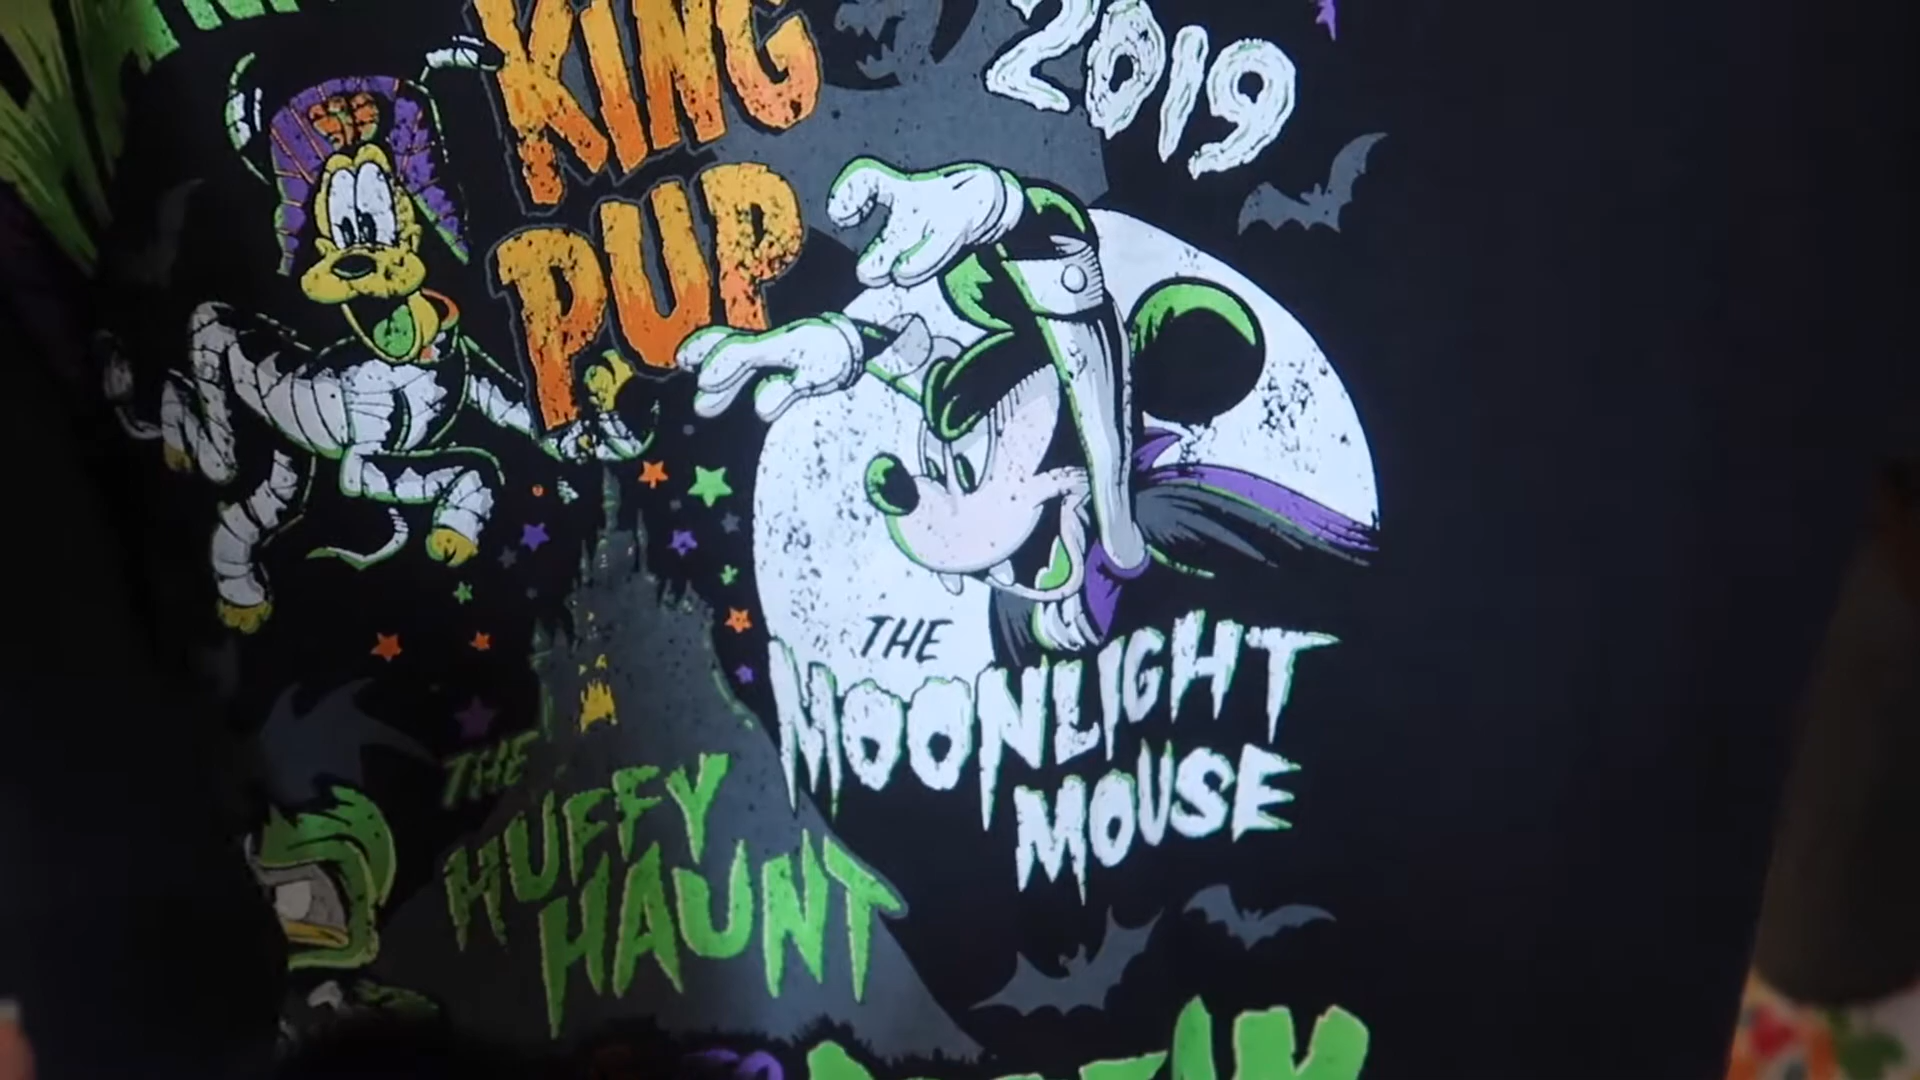 KING
PUP
2019
THE
MOONLIGHT
MOUSE
THE
HUFFY
HAUNT